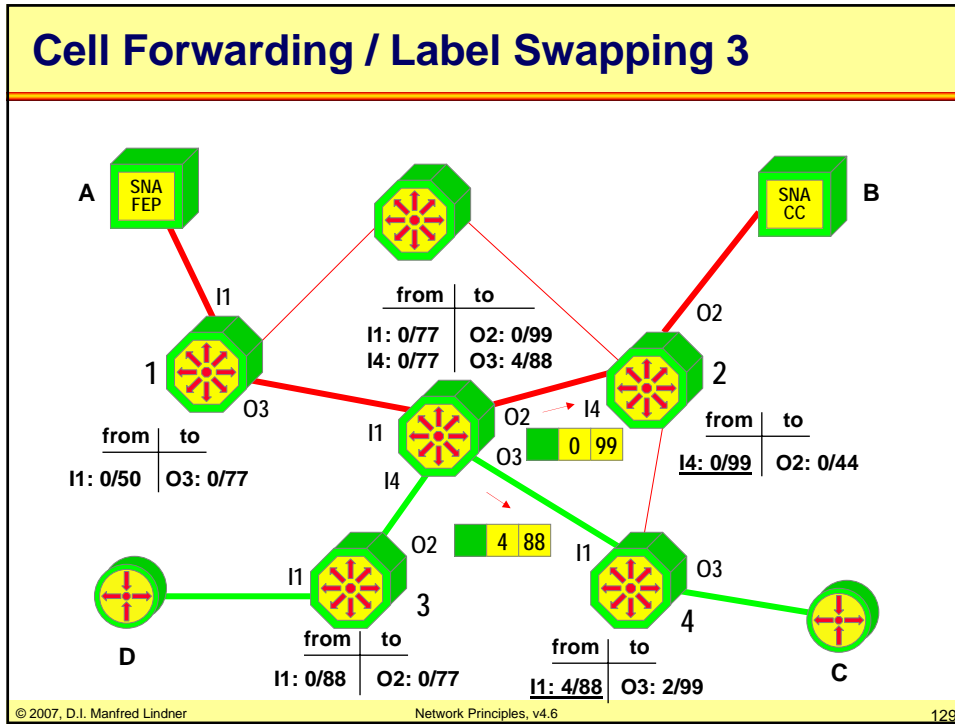 Cell Forwarding / Label Swapping 3
A
SNA
FEP
SNA
CC
B
I1
from to
I1: 0/77 O2: 0/99
I4: 0/77 O3: 4/88
O2
1
2
O3
I1
O2
I4
O3
0 99
from to
I1: 0/50 O3: 0/77
from to
I4: 0/99 O2: 0/44
I4
4 88
O2
I1
I1
O3
3
4
D
C
from to
I1: 0/88 O2: 0/77
from to
I1: 4/88 O3: 2/99
© 2007, D.I. Manfred Lindner
Network Principles, v4.6
129